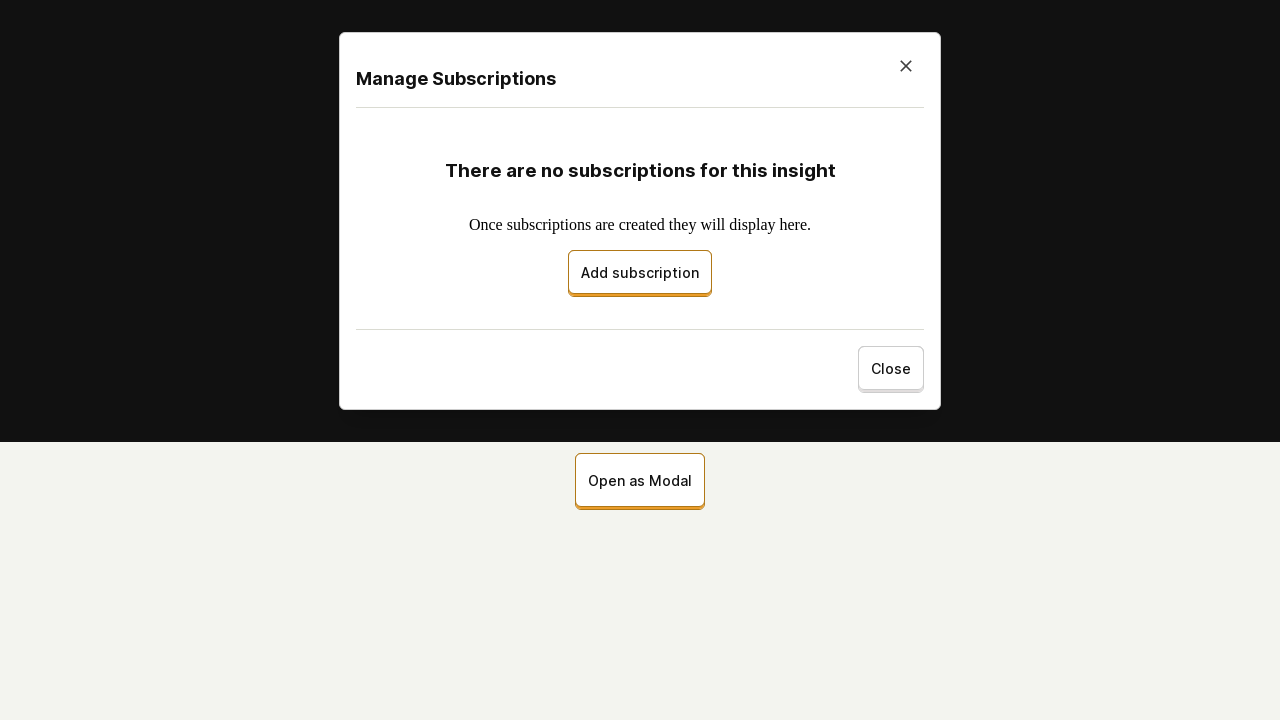 Manage Subscriptions
There are no subscriptions for this insight
Once subscriptions are created they will display here.
Add subscription
Close
Open as Modal